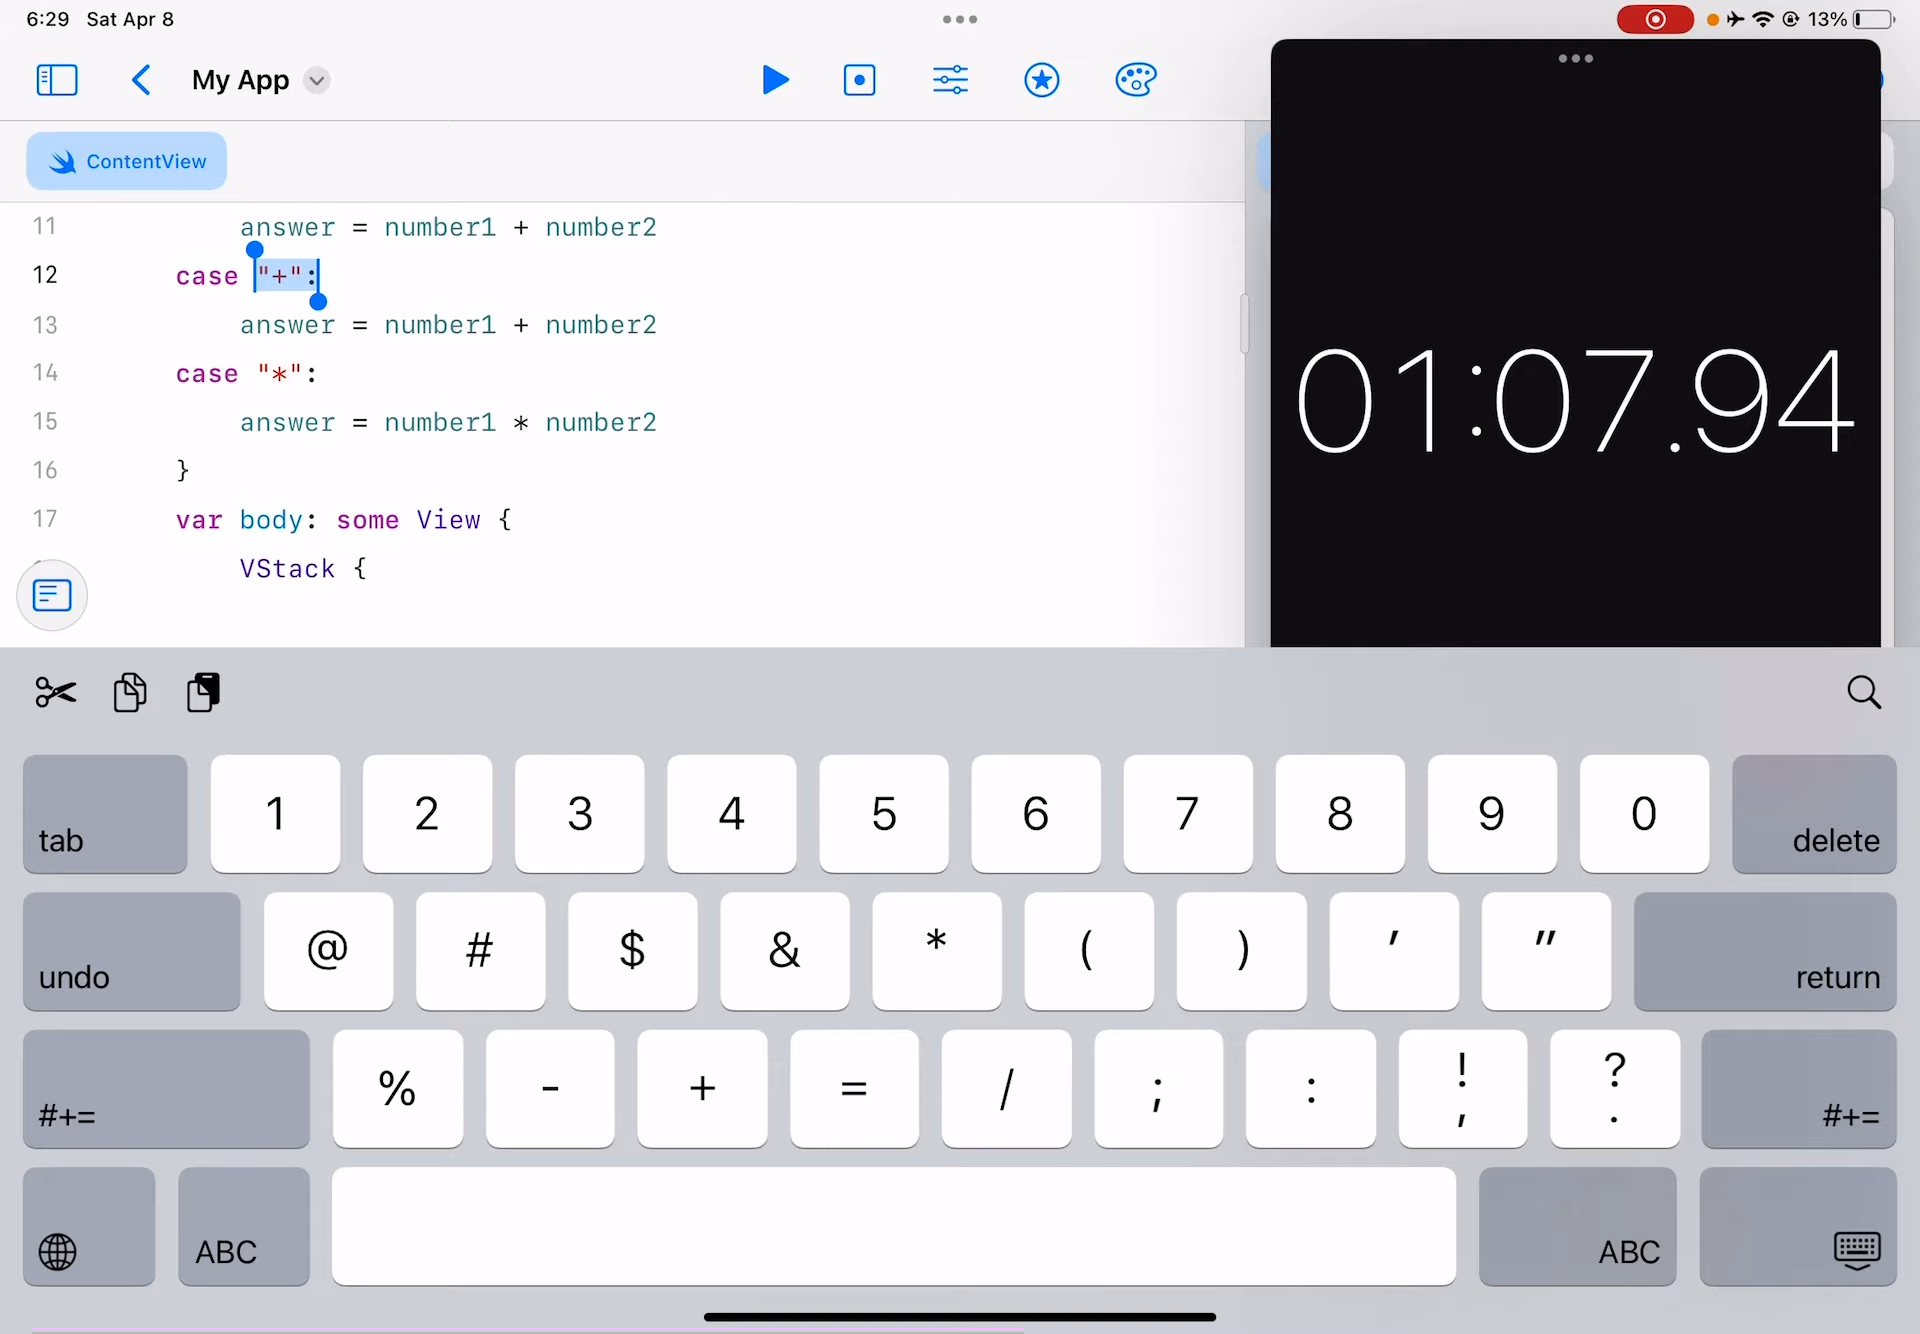 6:29 Sat Apr 8
13%
My App
ContentView
11 answer = number1 + number2
12 case "+":
13 answer = number1 + number2
14 case "*":
15 answer = number1 * number2
16 }
17 var body: some View {
VStack {
01:07.94
tab 1 2 3 4 5 6 7 8 9 0 delete
undo @ # $ & * ( ) ' " return
#+= % - + = / ; : ! , ? . #+=
ABC ABC